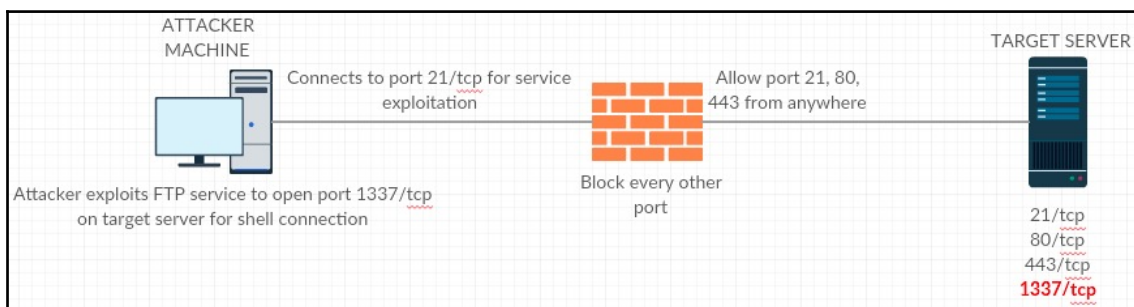 ATTACKER
MACHINE
Connects to port 21/tcp for service
exploitation
Attacker exploits FTP service to open port 1337/tcp
on target server for shell connection
Block every other
port
Allow port 21, 80,
443 from anywhere
TARGET SERVER
21/tcp
80/tcp
443/tcp
1337/tcp